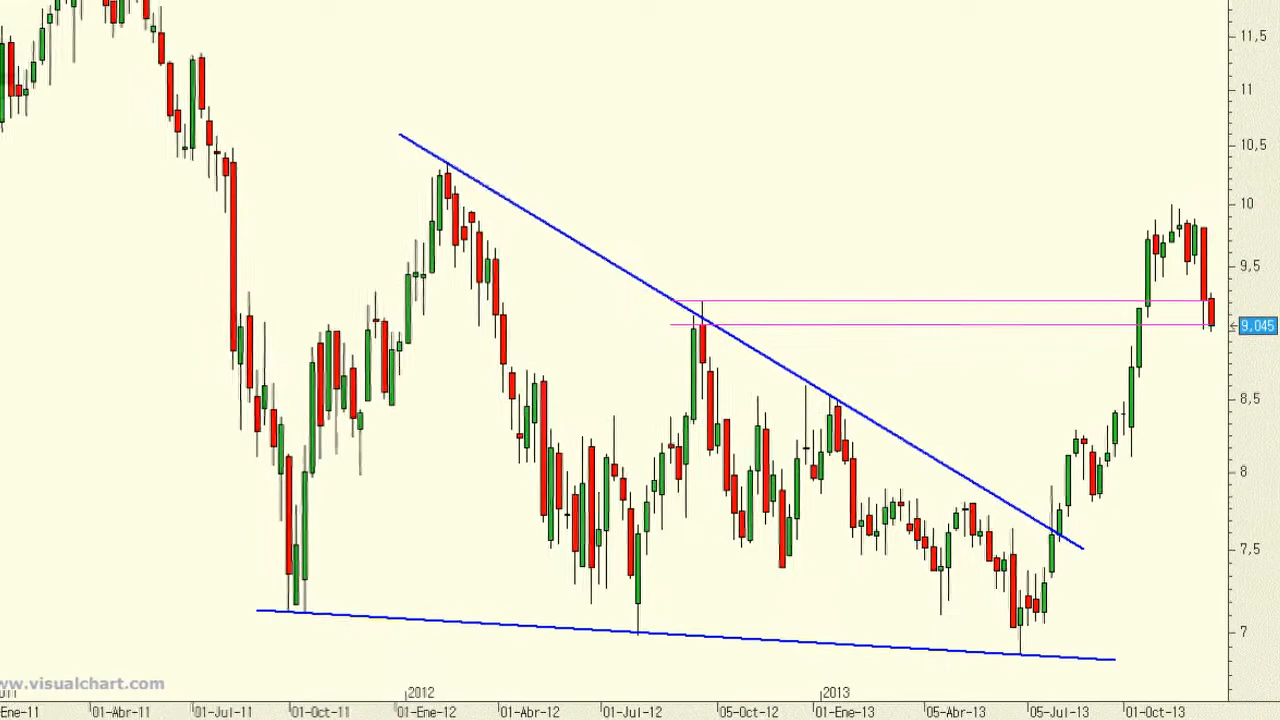 11,5
11
10,5
10
9,5
9,045
8,5
8
7,5
7
www.visualchart.com
2012
2013
Ene-11
01-Abr-11
01-Jul-11
01-Oct-11
01-Ene-12
01-Abr-12
01-Jul-12
05-Oct-12
01-Ene-13
05-Abr-13
05-Jul-13
01-Oct-13